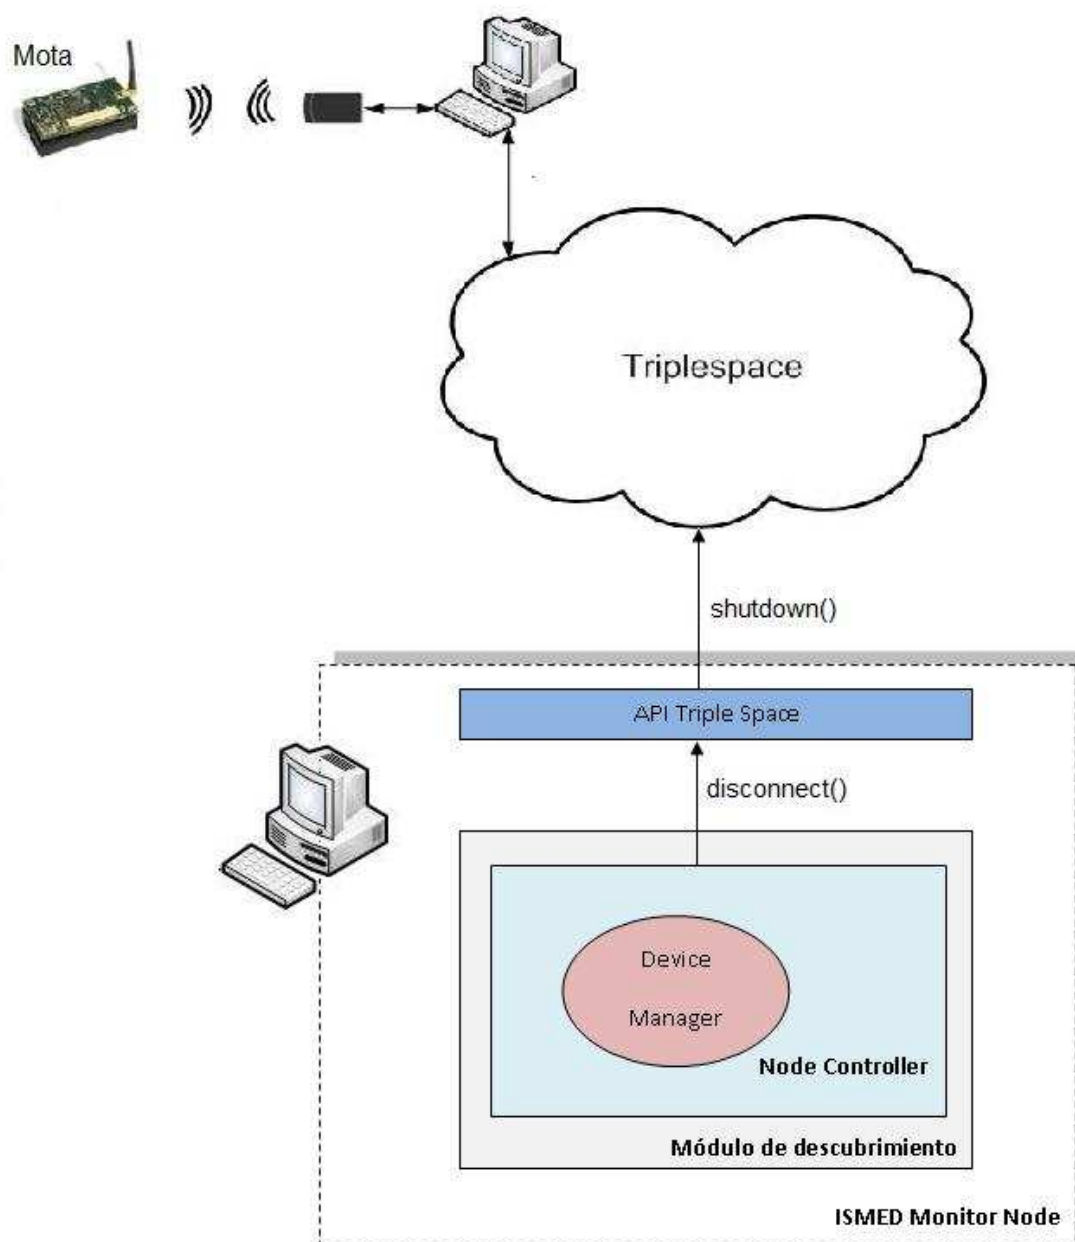 Mota
Triplespace
shutdown()
API Triple Space
disconnect()
Device
Manager
Node Controller
Módulo de descubrimiento
ISMED Monitor Node